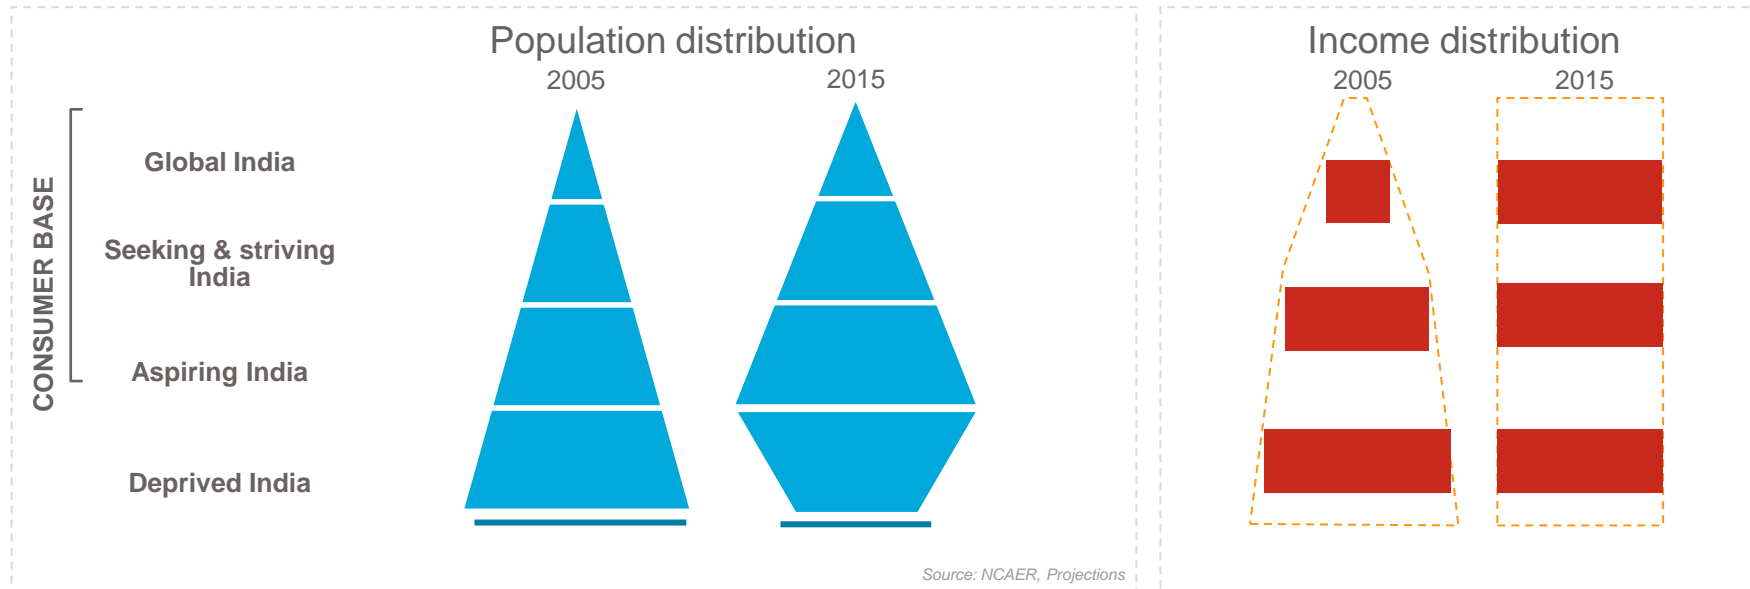 Population distribution
2005
2015
Income distribution
2005
2015
CONSUMER BASE
Global India
Seeking & striving
India
Aspiring India
Deprived India
Source: NCAER, Projections